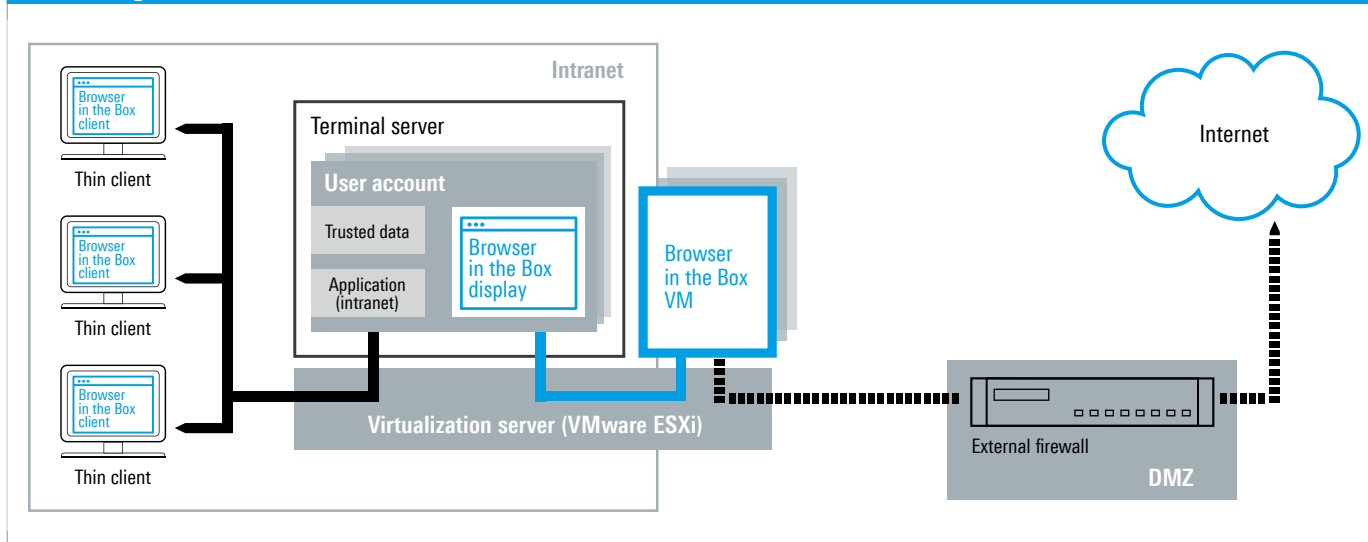 Intranet
Browser
in the Box
client
Thin client
Browser
in the Box
client
Thin client
Browser
in the Box
client
Thin client
Terminal server
User account
Trusted data
Application
(intranet)
Browser
in the Box
display
Browser
in the Box
VM
Virtualization server (VMware ESXi)
External firewall
DMZ
Internet